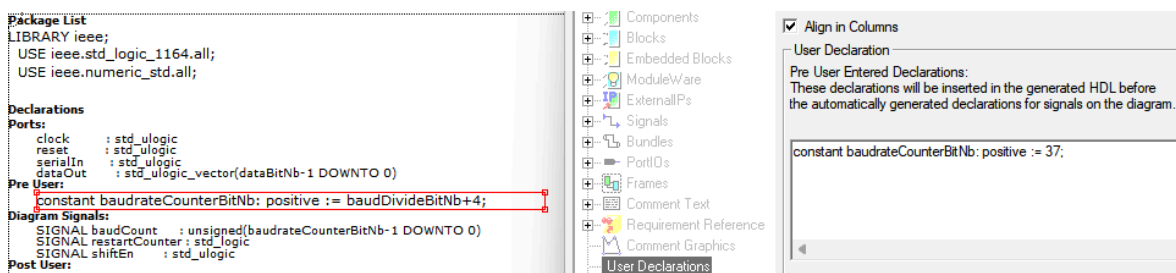 Package List
LIBRARY ieee;
USE ieee.std_logic_1164.all;
USE ieee.numeric_std.all;
Declarations
Ports:
clock : std_ulogic
reset : std_ulogic
serialIn : std_ulogic
dataOut : std_ulogic_vector(dataBitNb-1 DOWNTO 0)
Pre User:
constant baudrateCounterBitNb: positive := baudDivideBitNb+4;
Diagram Signals:
SIGNAL baudCount : unsigned(baudrateCounterBitNb-1 DOWNTO 0)
SIGNAL restartCounter : std_logic
SIGNAL shiftEn : std_ulogic
Post User:
Components
Blocks
Embedded Blocks
ModuleWare
ExternalIPs
Signals
Bundles
PortIOs
Frames
Comment Text
Requirement Reference
Comment Graphics
User Declarations
Align in Columns
User Declaration
Pre User Entered Declarations:
These declarations will be inserted in the generated HDL before
the automatically generated declarations for signals on the diagram.
constant baudrateCounterBitNb: positive := 37;